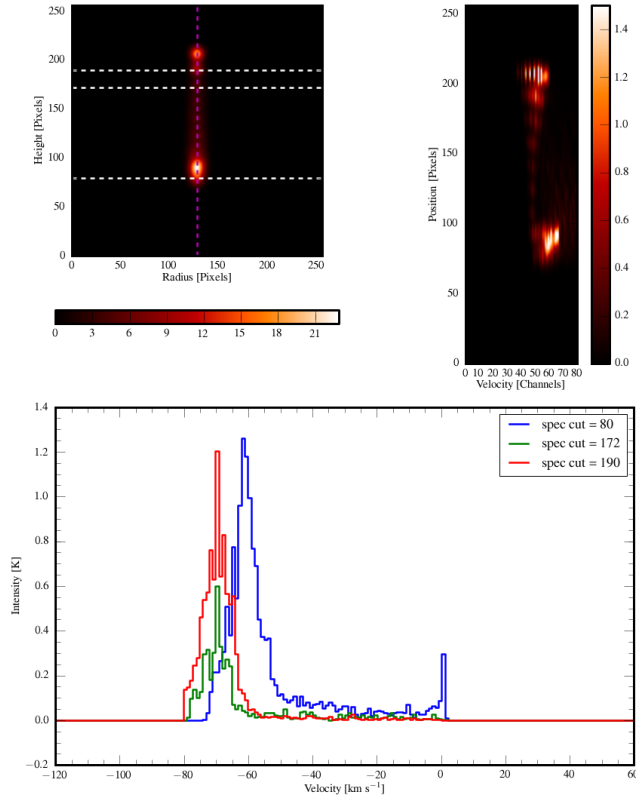 250
200
150
100
50
0
Height [Pixels]
0 50 100 150 200 250
Radius [Pixels]
0 3 6 9 12 15 18 21
250
200
150
100
50
0
Position [Pixels]
0 10 20 30 40 50 60 70 80
Velocity [Channels]
1.4
1.2
1.0
0.8
0.6
0.4
0.2
0.0
1.4
1.2
1.0
0.8
0.6
0.4
0.2
0.0
−0.2
Intensity [K]
spec cut = 80
spec cut = 172
spec cut = 190
−120 −100 −80 −60 −40 −20 0 20 40 60
Velocity [km s⁻¹]